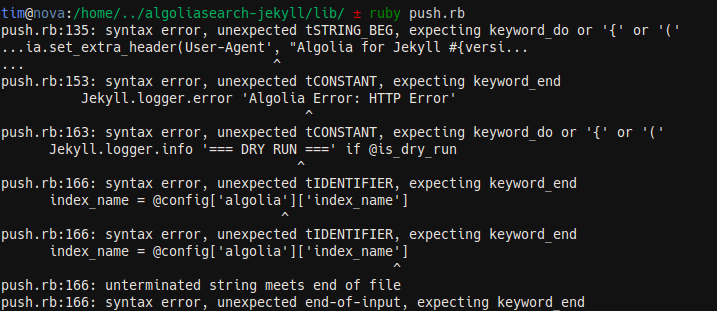 tim@nova:/home/../algoliasearch-jekyll/lib/ ± ruby push.rb
push.rb:135: syntax error, unexpected tSTRING_BEG, expecting keyword_do or '{' or '('
...ia.set_extra_header(User-Agent', "Algolia for Jekyll #{versi...
...                               ^
push.rb:153: syntax error, unexpected tCONSTANT, expecting keyword_end
          Jekyll.logger.error 'Algolia Error: HTTP Error'
                                      ^
push.rb:163: syntax error, unexpected tCONSTANT, expecting keyword_do or '{' or '('
      Jekyll.logger.info '=== DRY RUN ===' if @is_dry_run
                                     ^
push.rb:166: syntax error, unexpected tIDENTIFIER, expecting keyword_end
      index_name = @config['algolia']['index_name']
                                   ^
push.rb:166: syntax error, unexpected tIDENTIFIER, expecting keyword_end
      index_name = @config['algolia']['index_name']
                                                 ^
push.rb:166: unterminated string meets end of file
push.rb:166: syntax error, unexpected end-of-input, expecting keyword_end